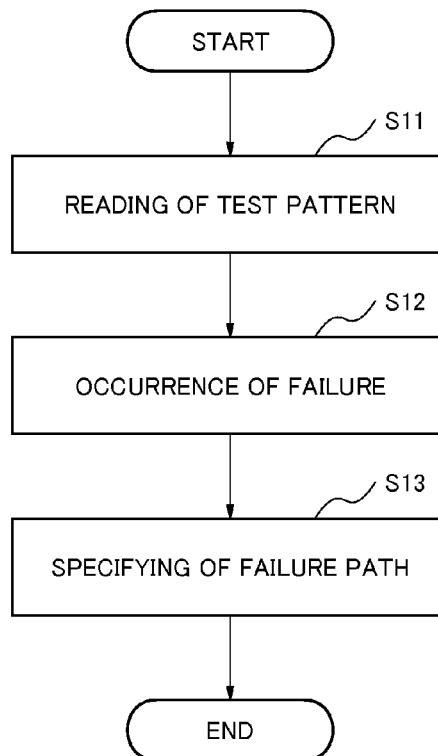 START
S11
READING OF TEST PATTERN
S12
OCCURRENCE OF FAILURE
S13
SPECIFYING OF FAILURE PATH
END